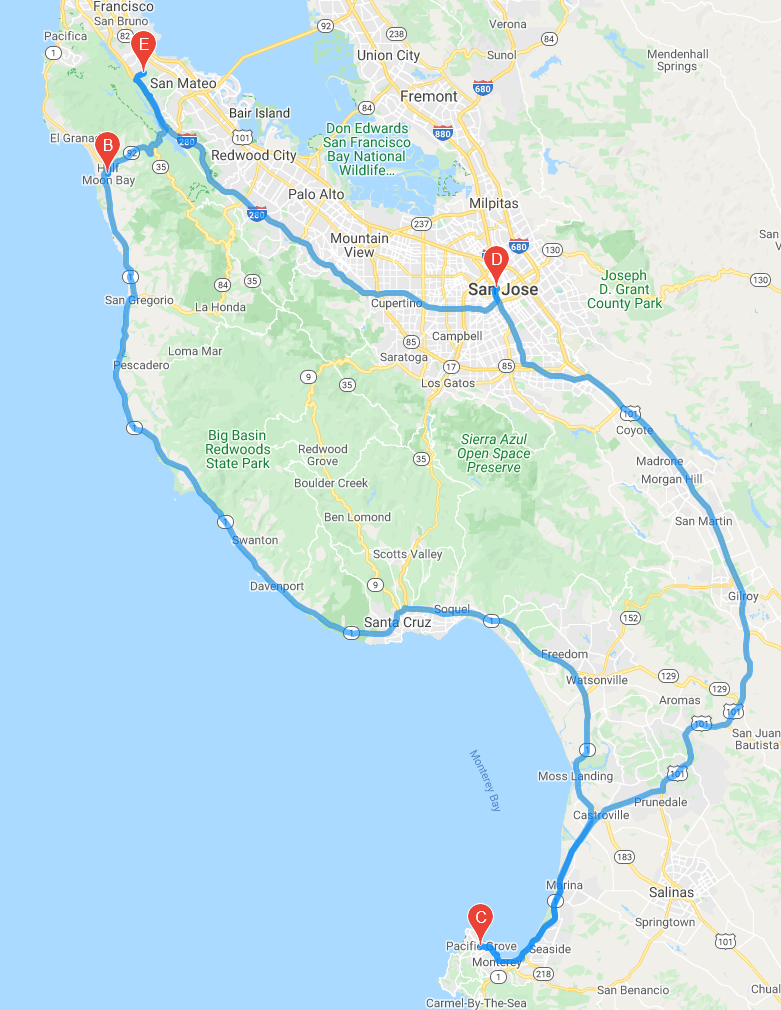 Francisco
San Bruno
Pacifica
82
92
238
Verona
84
1
E
Union City
Sunol
Mendenhall
Springs
San Mateo
680
Fremont
84
Bair Island
880
101
Don Edwards
San Francisco
Bay National
Wildlife...
El Grana
B
92
280
Redwood City
35
Half
Moon Bay
Palo Alto
Milpitas
280
237
Mountain
View
San
V
680
130
D
1
84
35
San Jose
Joseph
D. Grant
County Park
130
San Gregorio
La Honda
Cupertino
Campbell
85
Loma Mar
Saratoga
Pescadero
17
85
9
35
Los Gatos
101
Coyote
1
Big Basin
Redwoods
State Park
Sierra Azul
Open Space
Preserve
Redwood
Grove
35
Madrone
Morgan Hill
Boulder Creek
1
Ben Lomond
San Martin
Swanton
Scotts Valley
Davenport
9
Gilroy
Soquel
152
Santa Cruz
1
1
Freedom
Watsonville
129
129
Aromas
101
101
San Juan
Bautista
1
Monterey Bay
Moss Landing
101
Prunedale
Castroville
183
Marina
Salinas
1
C
Springtown
Pacific Grove
Seaside
101
Monterey
1
218
San Benancio
Chual
Carmel-By-The-Sea